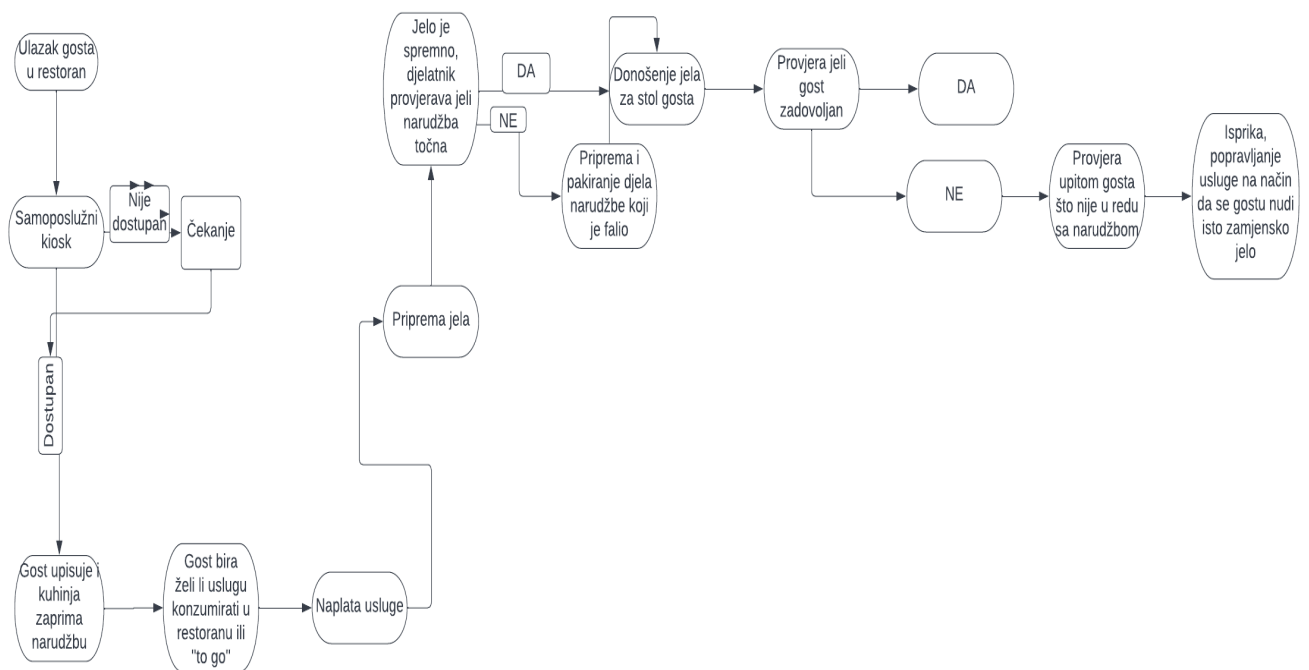 Ulazak gosta
u restoran
Samoposlužni
kiosk
Nije
dostupan
Čekanje
Dostupan
Gost upisuje i
kuhinja
zaprima
narudžbu
Gost bira
želi li uslugu
konzumirati u
restoranu ili
"to go"
Naplata usluge
Priprema jela
Jelo je
spremno,
djelatnik
provjerava jeli
narudžba
točna
DA
NE
Priprema i
pakiranje djela
narudžbe koji
je falio
Donošenje jela
za stol gosta
Provjera jeli
gost
zadovoljan
DA
NE
Provjera
upitom gosta
što nije u redu
sa narudžbom
Isprika,
popravljanje
usluge na način
da se gostu nudi
isto zamjensko
jelo